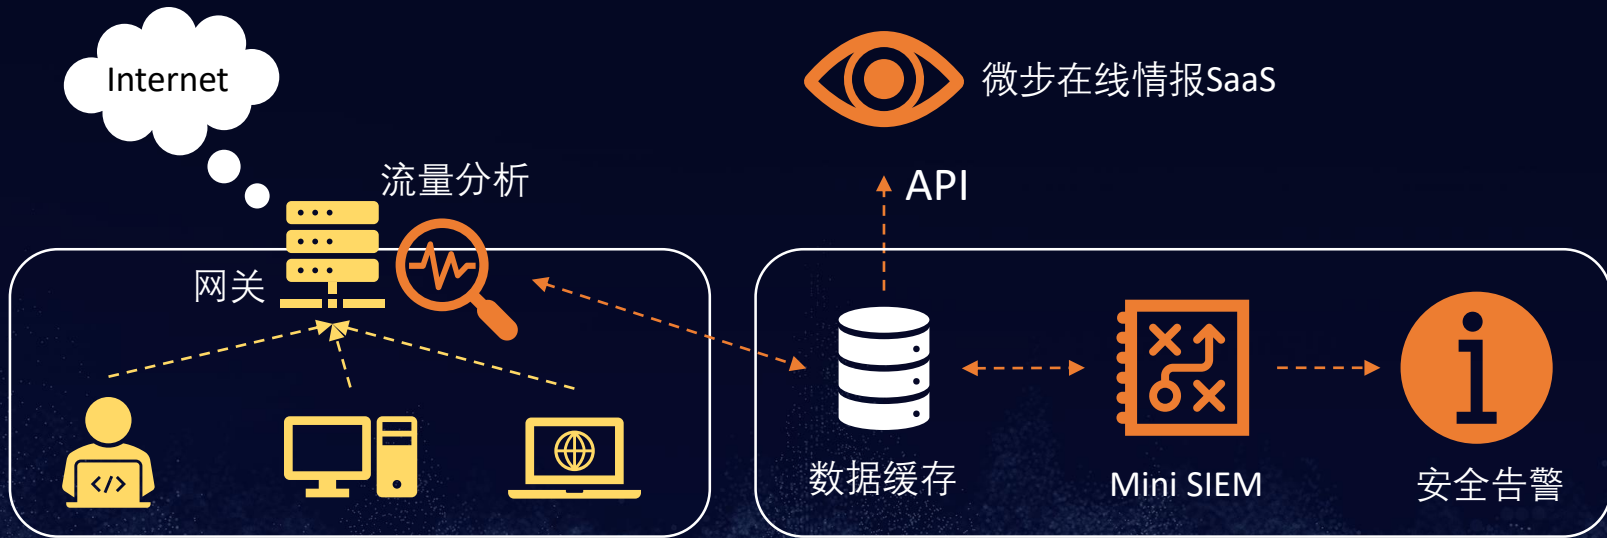 Internet
微步在线情报SaaS
流量分析
API
网关
</>
数据缓存
Mini SIEM
安全告警